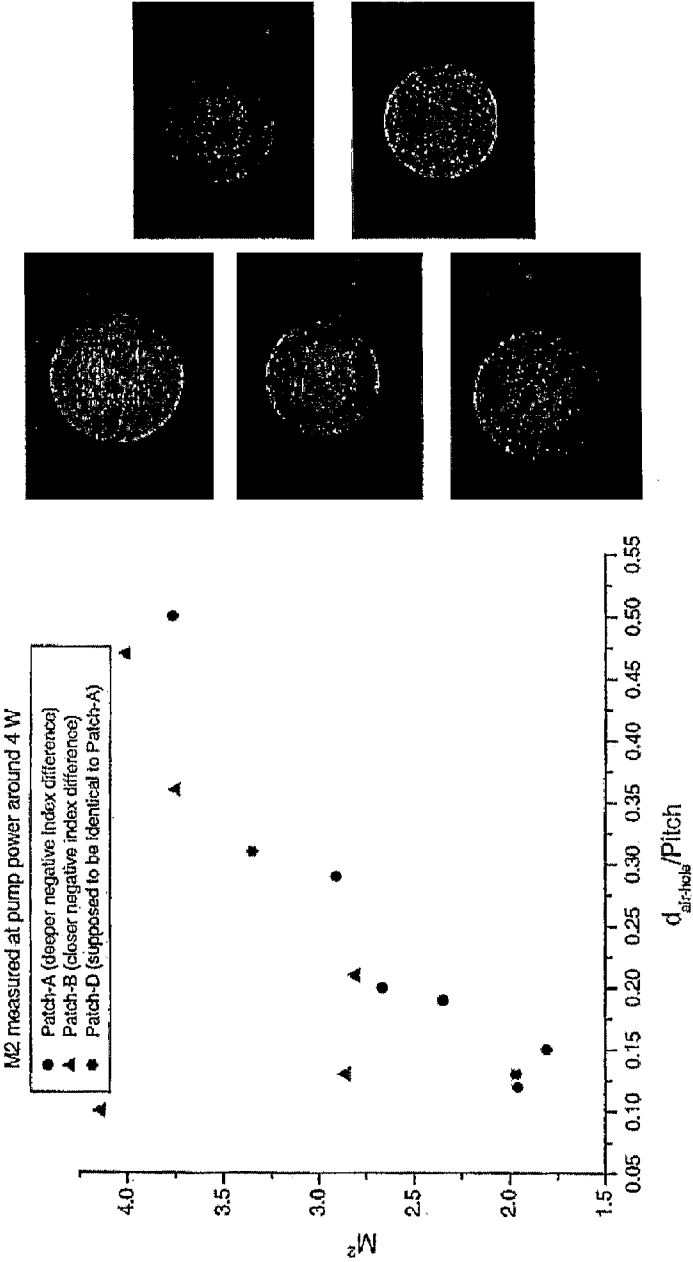 M2 measured at pump power around 4 W
Patch-A (deeper negative index difference)
Patch-B (closer negative index difference)
Patch-D (supposed to be identical to Patch-A)
M²
4.0
3.5
3.0
2.5
2.0
1.5
0.05 0.10 0.15 0.20 0.25 0.30 0.35 0.40 0.45 0.50 0.55
d air-hole/Pitch